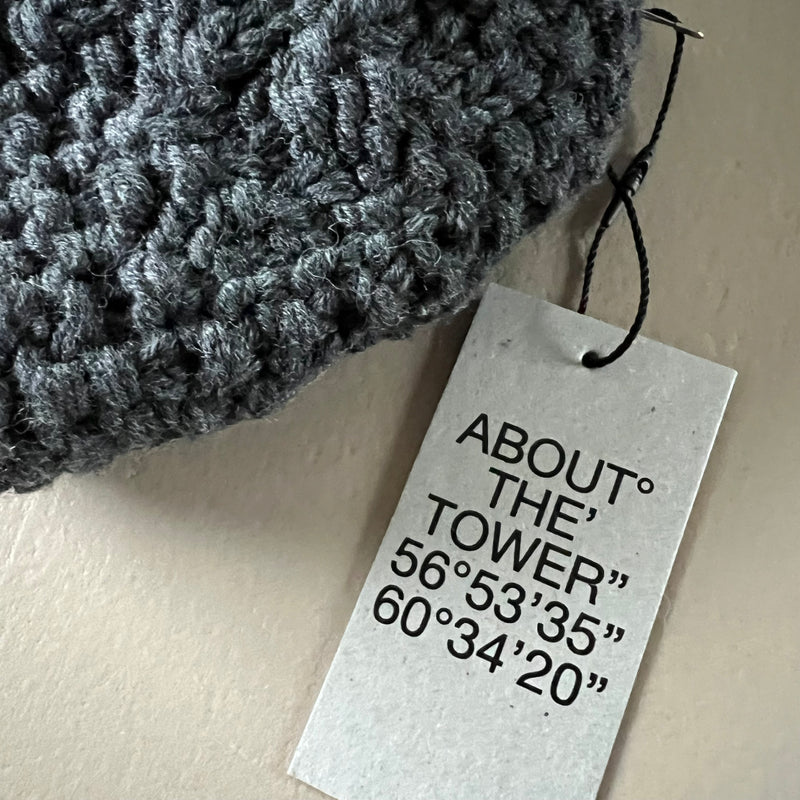 ABOUT°
THE’
TOWER”
56°53’35”
60°34’20”